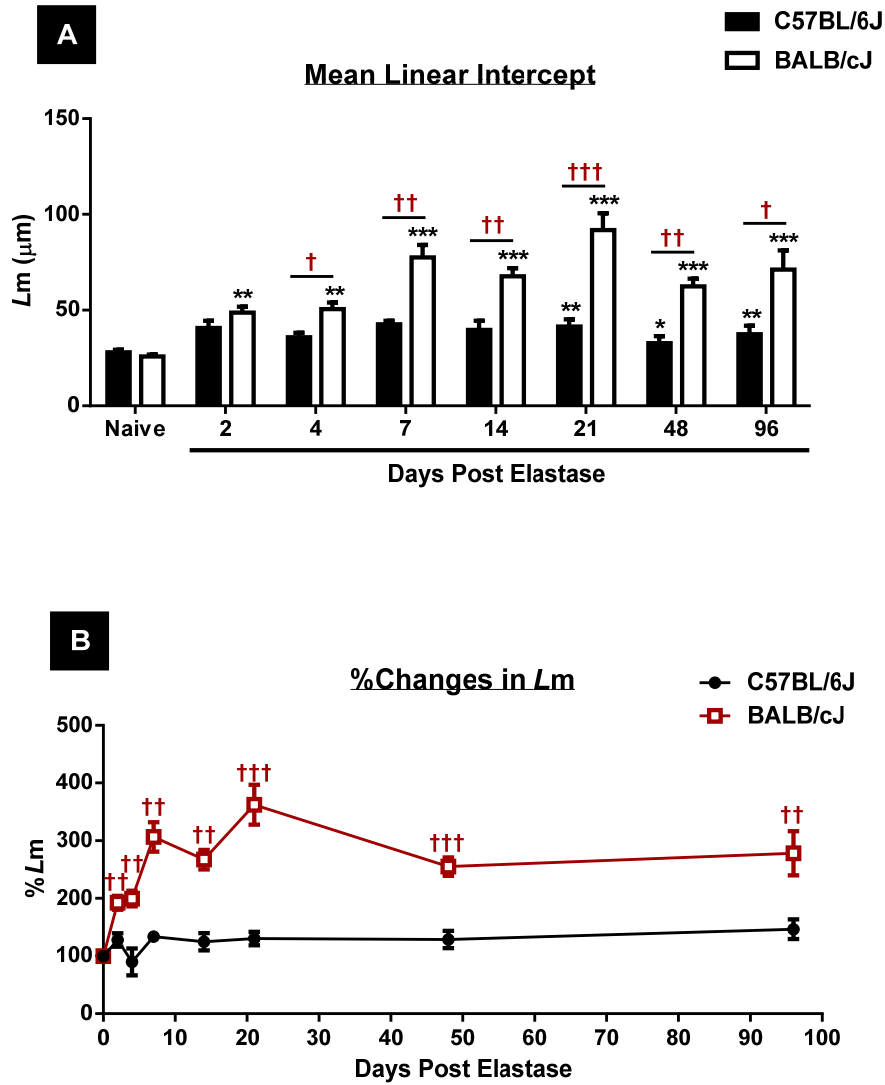 A
C57BL/6J
BALB/cJ
Mean Linear Intercept
150
100
50
0
Lm (µm)
**
†
**
††
***
††
***
†††
**
***
††
*
***
†
**
***
Naive 2 4 7 14 21 48 96
Days Post Elastase
B
%Changes in Lm
C57BL/6J
BALB/cJ
500
400
300
200
100
0
%Lm
††
††
††
††
†††
†††
††
0 10 20 30 40 50 60 70 80 90 100
Days Post Elastase